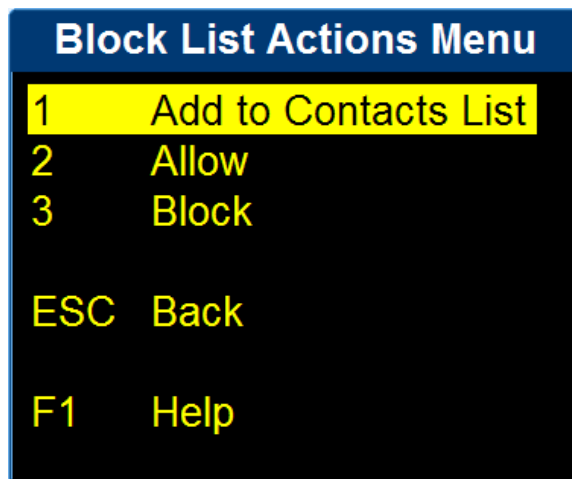 Block List Actions Menu
1 Add to Contacts List
2 Allow
3 Block
ESC Back
F1 Help